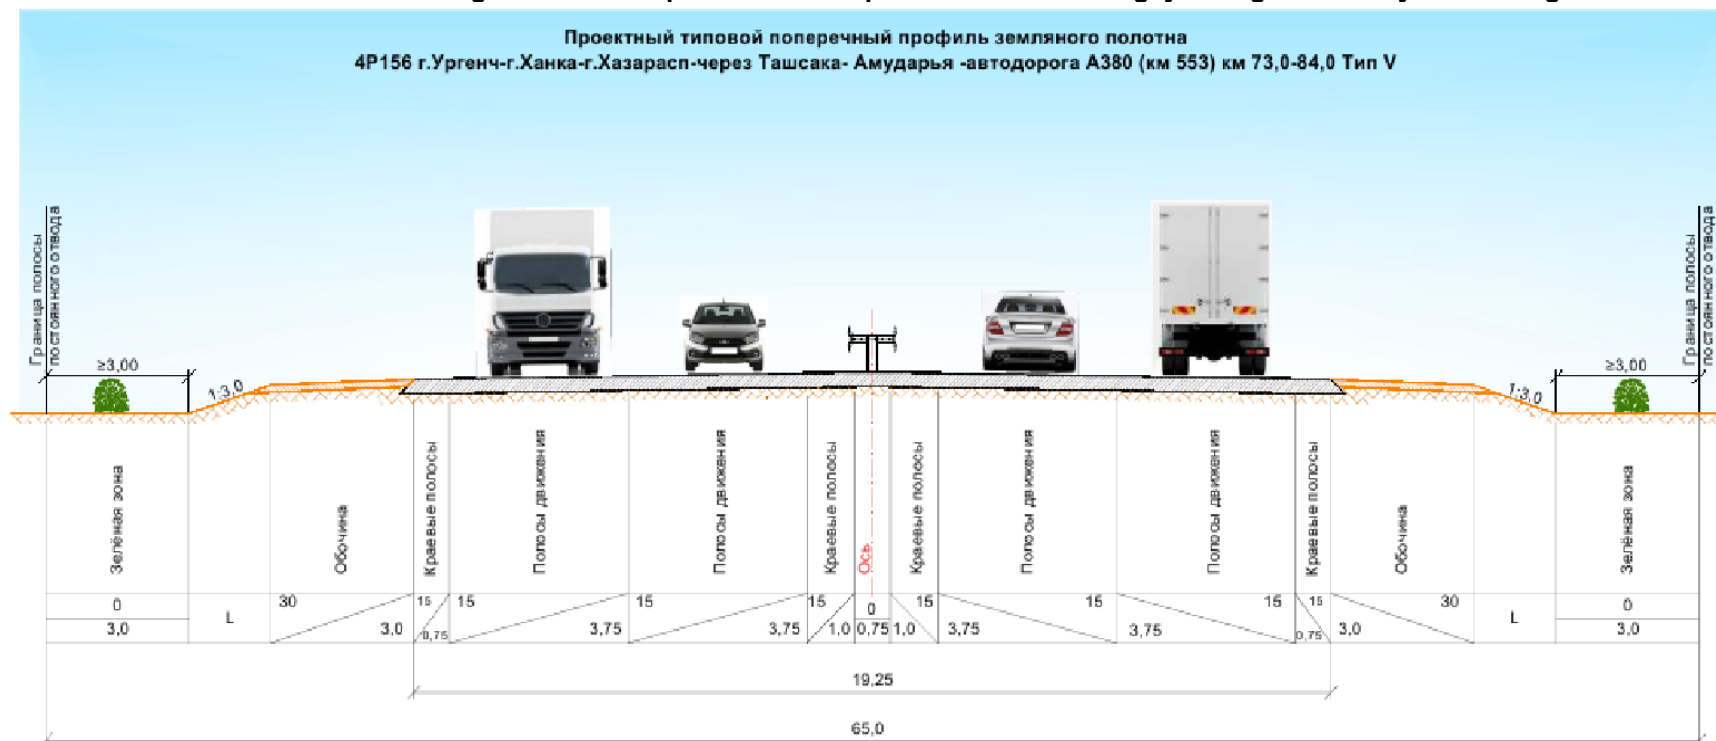 Проектный типовой поперечный профиль земляного полотна
4Р156 г.Ургенч-г.Ханка-г.Хазарасп-через Ташсака- Амударья -автодорога А380 (км 553) км 73,0-84,0 Тип V
Граница полосы
постоянного отвода
≥3,00
1:3,0
1:3,0
≥3,00
Граница полосы
постоянного отвода
Зелёная зона
Обочина
Краевые полосы
Полосы движения
Полосы движения
Краевые полосы
Ось
Краевые полосы
Полосы движения
Полосы движения
Краевые полосы
Обочина
Зелёная зона
0 L 30 15 15 15 15 0 15 15 15 15 30 L 0
3,0 3,0 0,75 3,75 3,75 1,0 0,75 1,0 3,75 3,75 0,75 3,0 3,0
19,25
65,0